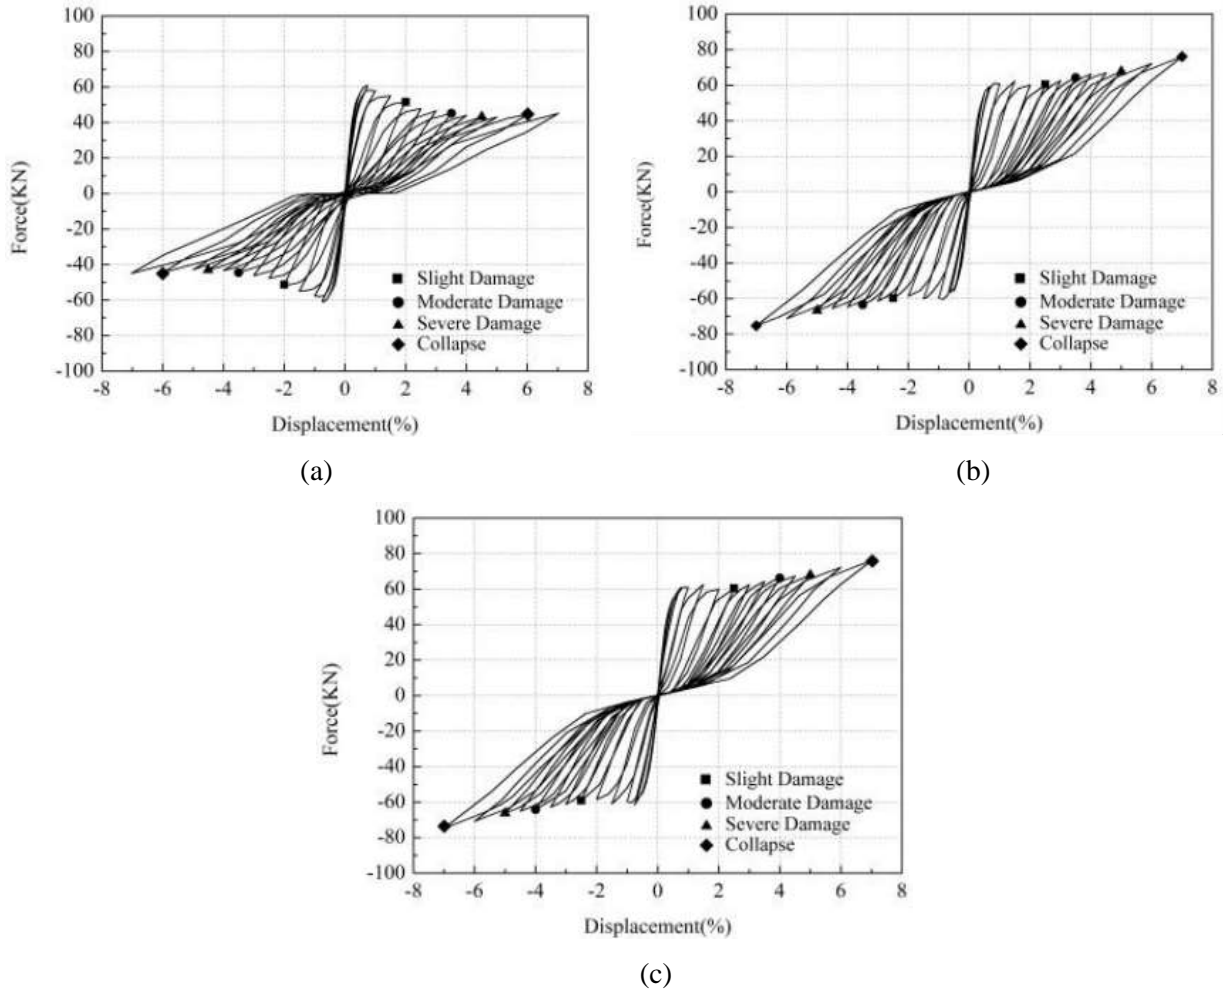 100
80
60
40
20
0
-20
-40
-60
-80
-100
Force(KN)
-8 -6 -4 -2 0 2 4 6 8
Displacement(%)
Slight Damage
Moderate Damage
Severe Damage
Collapse
(a)
100
80
60
40
20
0
-20
-40
-60
-80
-100
Force(KN)
-8 -6 -4 -2 0 2 4 6 8
Displacement(%)
Slight Damage
Moderate Damage
Severe Damage
Collapse
(b)
100
80
60
40
20
0
-20
-40
-60
-80
-100
Force(KN)
-8 -6 -4 -2 0 2 4 6 8
Displacement(%)
Slight Damage
Moderate Damage
Severe Damage
Collapse
(c)